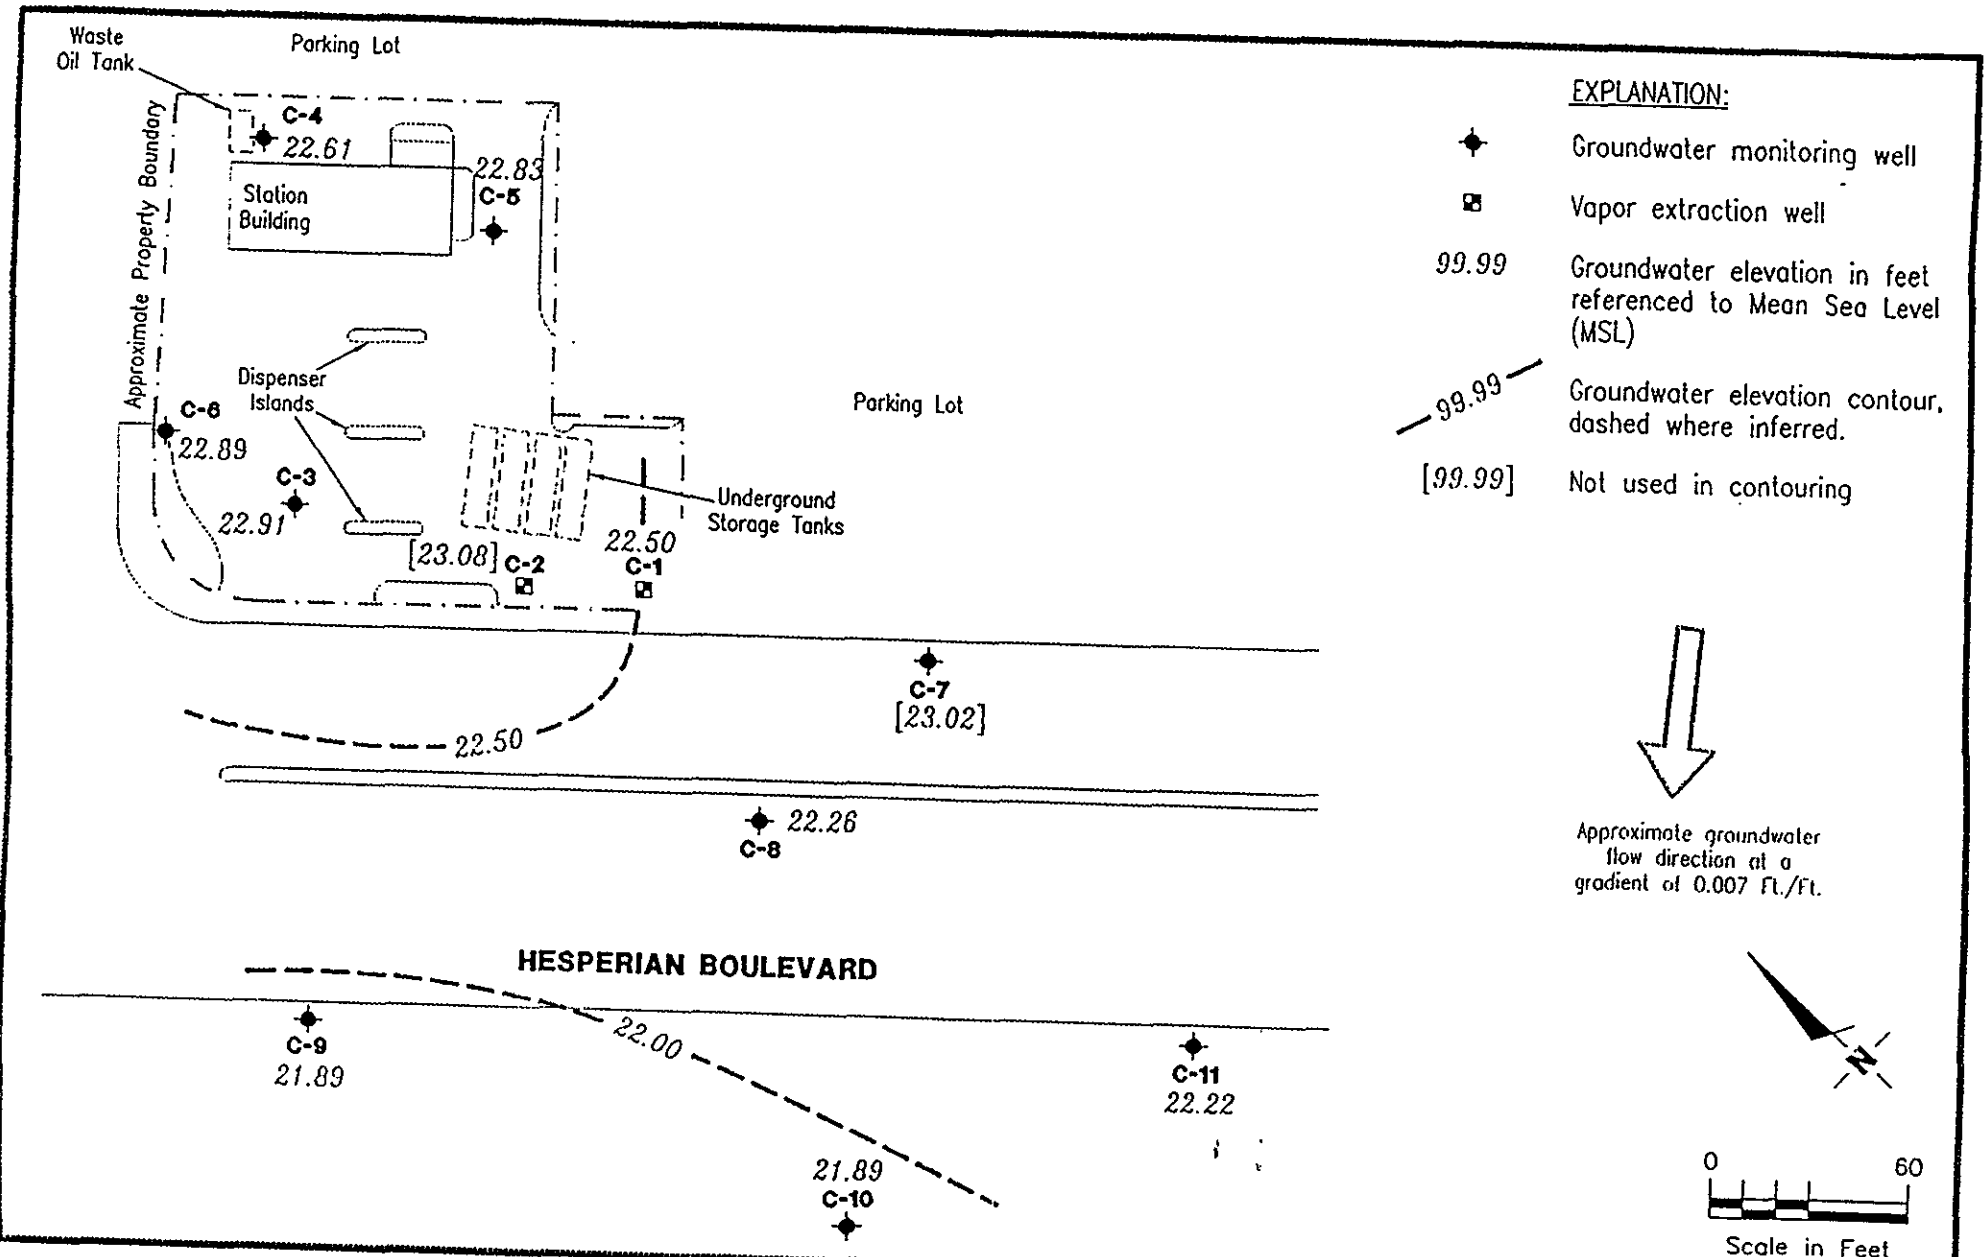 Waste
Oil Tank
Parking Lot
C-4
22.61
22.83
C-5
Station
Building
Approximate Property Boundary
Dispenser
Islands
C-6
22.89
C-3
22.91
[23.08]
C-2
22.50
C-1
Underground
Storage Tanks
Parking Lot
C-7
[23.02]
22.50
22.26
C-8
HESPERIAN BOULEVARD
C-9
21.89
22.00
21.89
C-10
C-11
22.22
EXPLANATION:
Groundwater monitoring well
Vapor extraction well
99.99
Groundwater elevation in feet
referenced to Mean Sea Level
(MSL)
99.99
Groundwater elevation contour,
dashed where inferred.
[99.99]
Not used in contouring
Approximate groundwater
flow direction at a
gradient of 0.007 Ft./Ft.
N
0
60
Scale in Feet